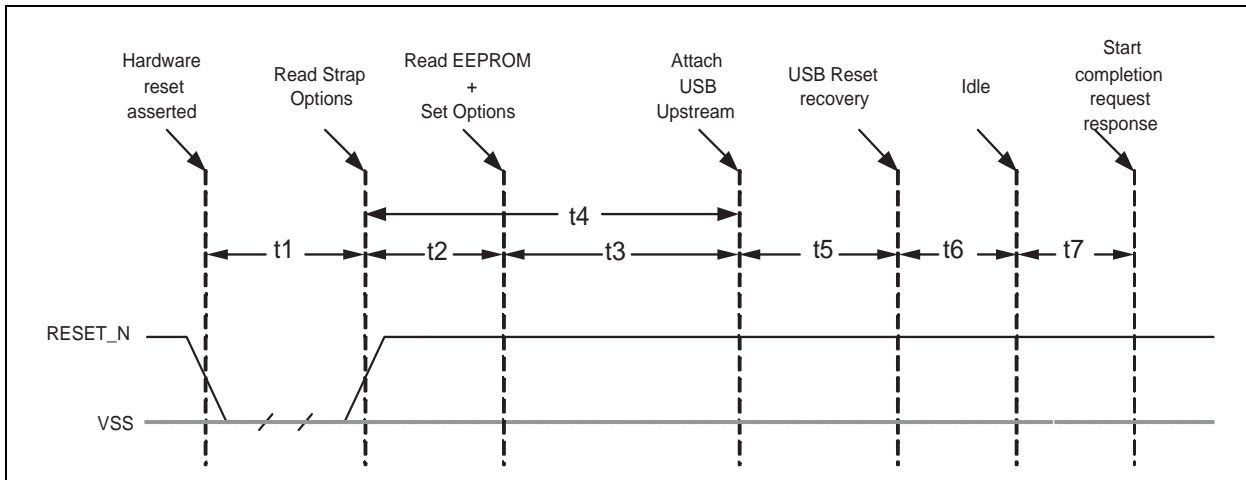 Hardware
reset
asserted
Read Strap
Options
Read EEPROM
+
Set Options
Attach
USB
Upstream
USB Reset
recovery
Idle
Start
completion
request
response
t4
t1
t2
t3
t5
t6
t7
RESET_N
VSS